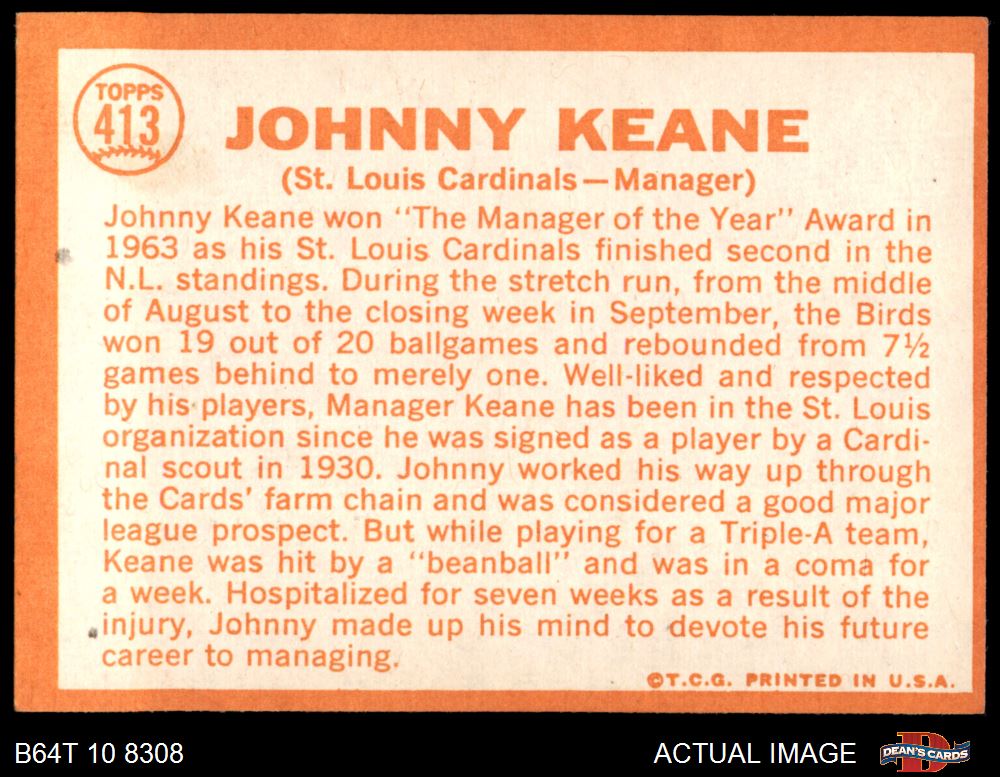 TOPPS
413
JOHNNY KEANE
(St. Louis Cardinals—Manager)
Johnny Keane won "The Manager of the Year" Award in
1963 as his St. Louis Cardinals finished second in the
N.L. standings. During the stretch run, from the middle
of August to the closing week in September, the Birds
won 19 out of 20 ballgames and rebounded from 7½
games behind to merely one. Well-liked and respected
by his players, Manager Keane has been in the St. Louis
organization since he was signed as a player by a Cardi-
nal scout in 1930. Johnny worked his way up through
the Cards' farm chain and was considered a good major
league prospect. But while playing for a Triple-A team,
Keane was hit by a "beanball" and was in a coma for
a week. Hospitalized for seven weeks as a result of the
injury, Johnny made up his mind to devote his future
career to managing.
©T.C.G. PRINTED IN U.S.A.
B64T 10 8308
ACTUAL IMAGE
D
DEAN'S CARDS